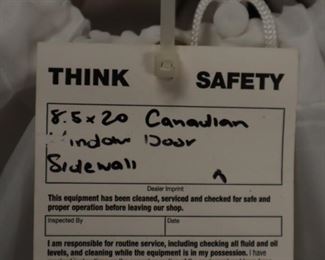 THINK SAFETY
8.5x20 Canadian
Window Door
Sidewall A
Dealer Imprint
This equipment has been cleaned, serviced and checked for safe and
proper operation before leaving our shop.
Inspected By Date
I am responsible for routine service, including checking all fluid and oil
levels, and cleaning while the equipment is in my possession. I have